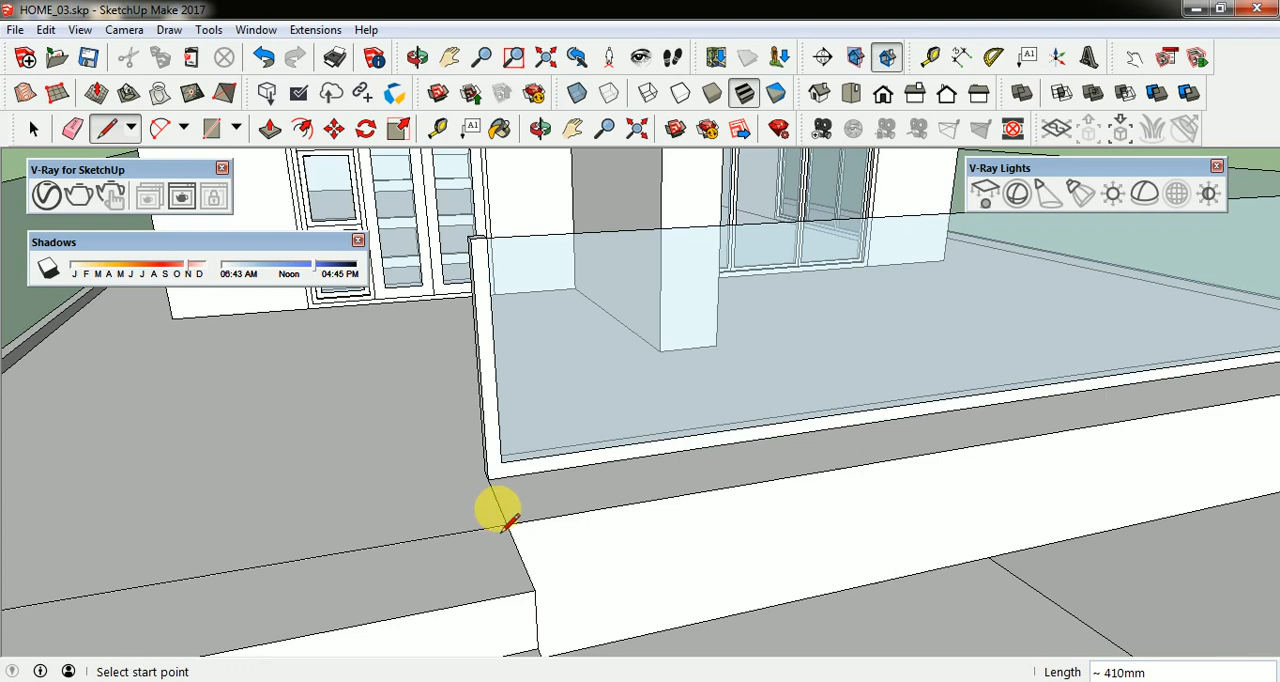 HOME_03.skp - SketchUp Make 2017
File Edit View Camera Draw Tools Window Extensions Help
V-Ray for SketchUp
V-Ray Lights
Shadows
J F M A M J J A S O N D 06:43 AM Noon 04:45 PM
Select start point
Length ~ 410mm